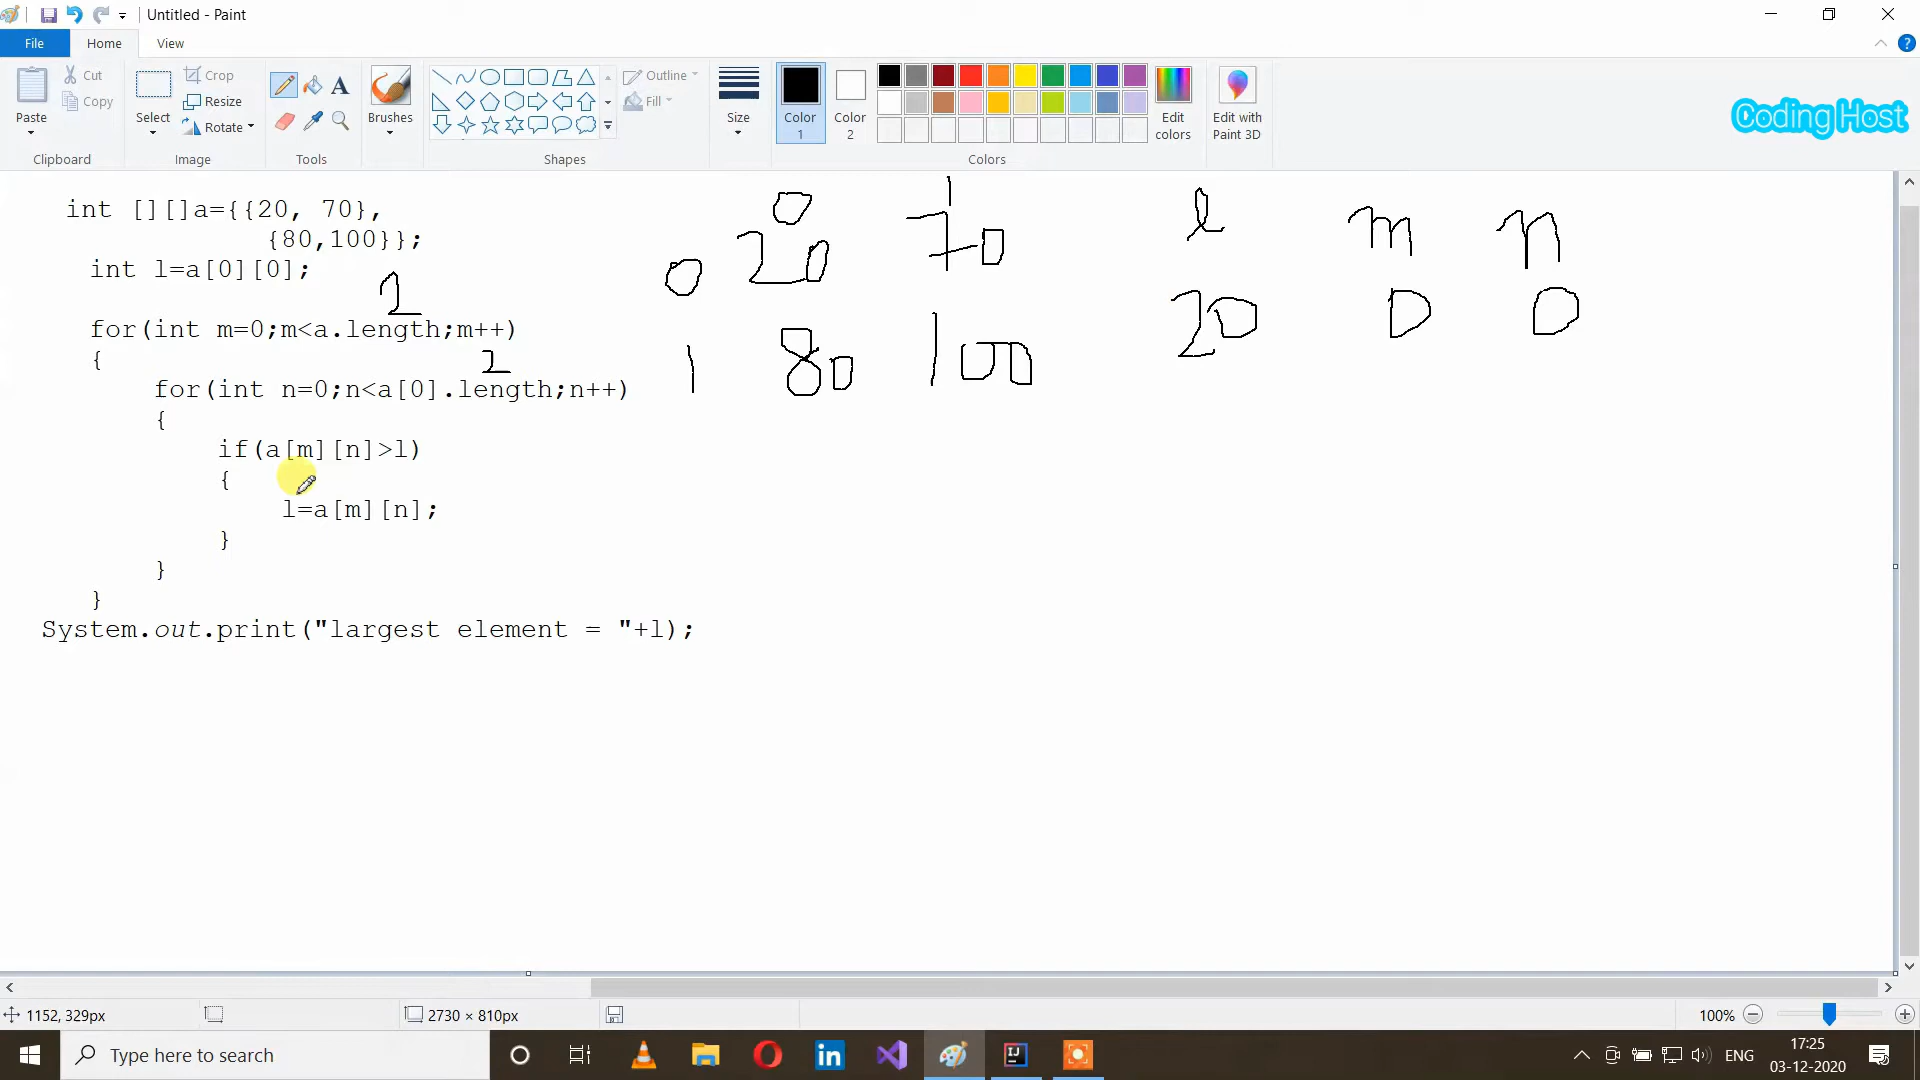 Untitled - Paint
File Home View
Paste
Cut
Copy
Clipboard
Select
Crop
Resize
Rotate
Image
Tools
Brushes
Shapes
Outline
Fill
Size
Color 1
Color 2
Colors
Edit colors
Edit with Paint 3D
Coding Host
int [][]a={{20, 70},
{80,100}};
int l=a[0][0];
2
for(int m=0;m<a.length;m++)
{
2
for(int n=0;n<a[0].length;n++)
{
if(a[m][n]>l)
{
l=a[m][n];
}
}
}
System.out.print("largest element = "+l);
0 1
0 20 70
1 80 100
l m n
20 0 0
1152, 329px
2730 × 810px
100%
Type here to search
ENG
17:25
03-12-2020